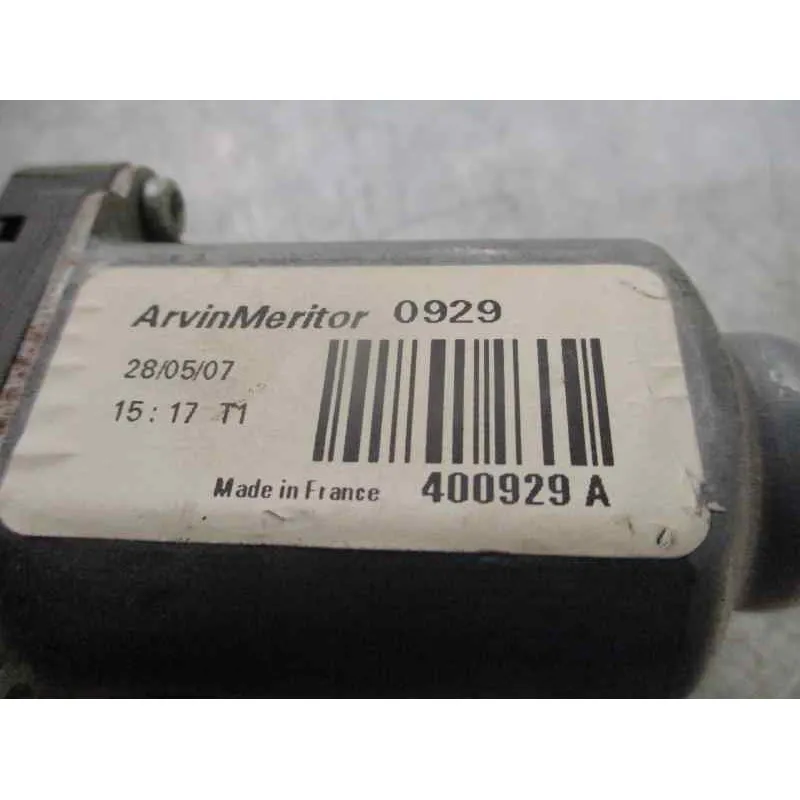 ArvinMeritor 0929
28/05/07
15:17 T1
Made in France 400929 A